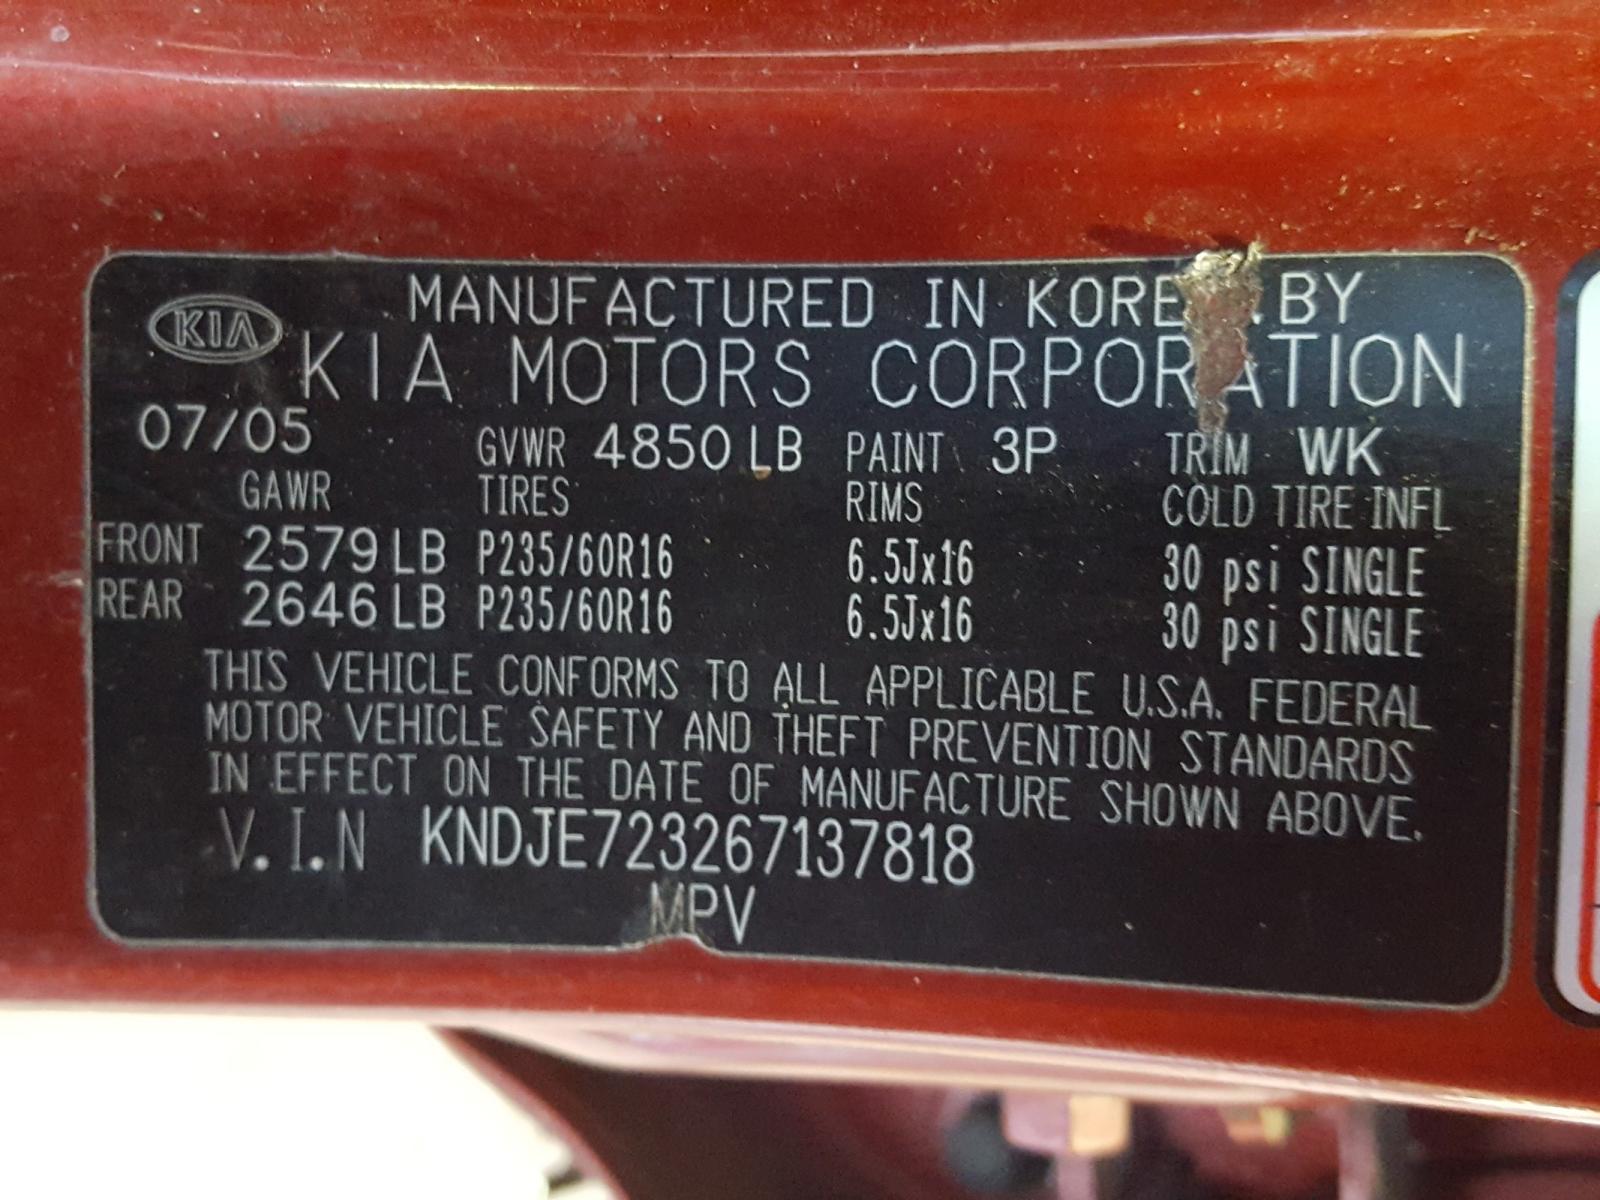 MANUFACTURED IN KOREA BY
KIA
KIA MOTORS CORPORATION
07/05 GVWR 4850 LB PAINT 3P TRIM WK
GAWR TIRES RIMS COLD TIRE INFL
FRONT 2579 LB P235/60R16 6.5Jx16 30 psi SINGLE
REAR 2646 LB P235/60R16 6.5Jx16 30 psi SINGLE
THIS VEHICLE CONFORMS TO ALL APPLICABLE U.S.A. FEDERAL
MOTOR VEHICLE SAFETY AND THEFT PREVENTION STANDARDS
IN EFFECT ON THE DATE OF MANUFACTURE SHOWN ABOVE.
V.I.N KNDJE723267137818
MPV